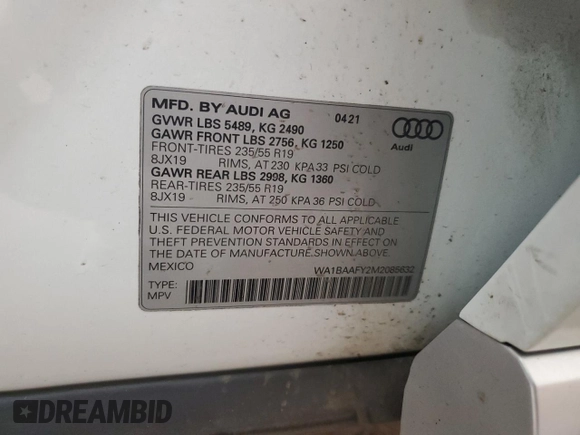 MFD. BY AUDI AG 04 21
GVWR LBS 5489, KG 2490
GAWR FRONT LBS 2756, KG 1250
FRONT-TIRES 235/55 R19
8JX19 RIMS, AT 230 KPA 33 PSI COLD
GAWR REAR LBS 2998, KG 1360
REAR-TIRES 235/55 R19
8JX19 RIMS, AT 250 KPA 36 PSI COLD
Audi
THIS VEHICLE CONFORMS TO ALL APPLICABLE
U.S. FEDERAL MOTOR VEHICLE SAFETY AND
THEFT PREVENTION STANDARDS IN EFFECT ON
THE DATE OF MANUFACTURE SHOWN ABOVE.
MEXICO WA1BAAFY2M2085632
TYPE:
MPV
DREAMBID